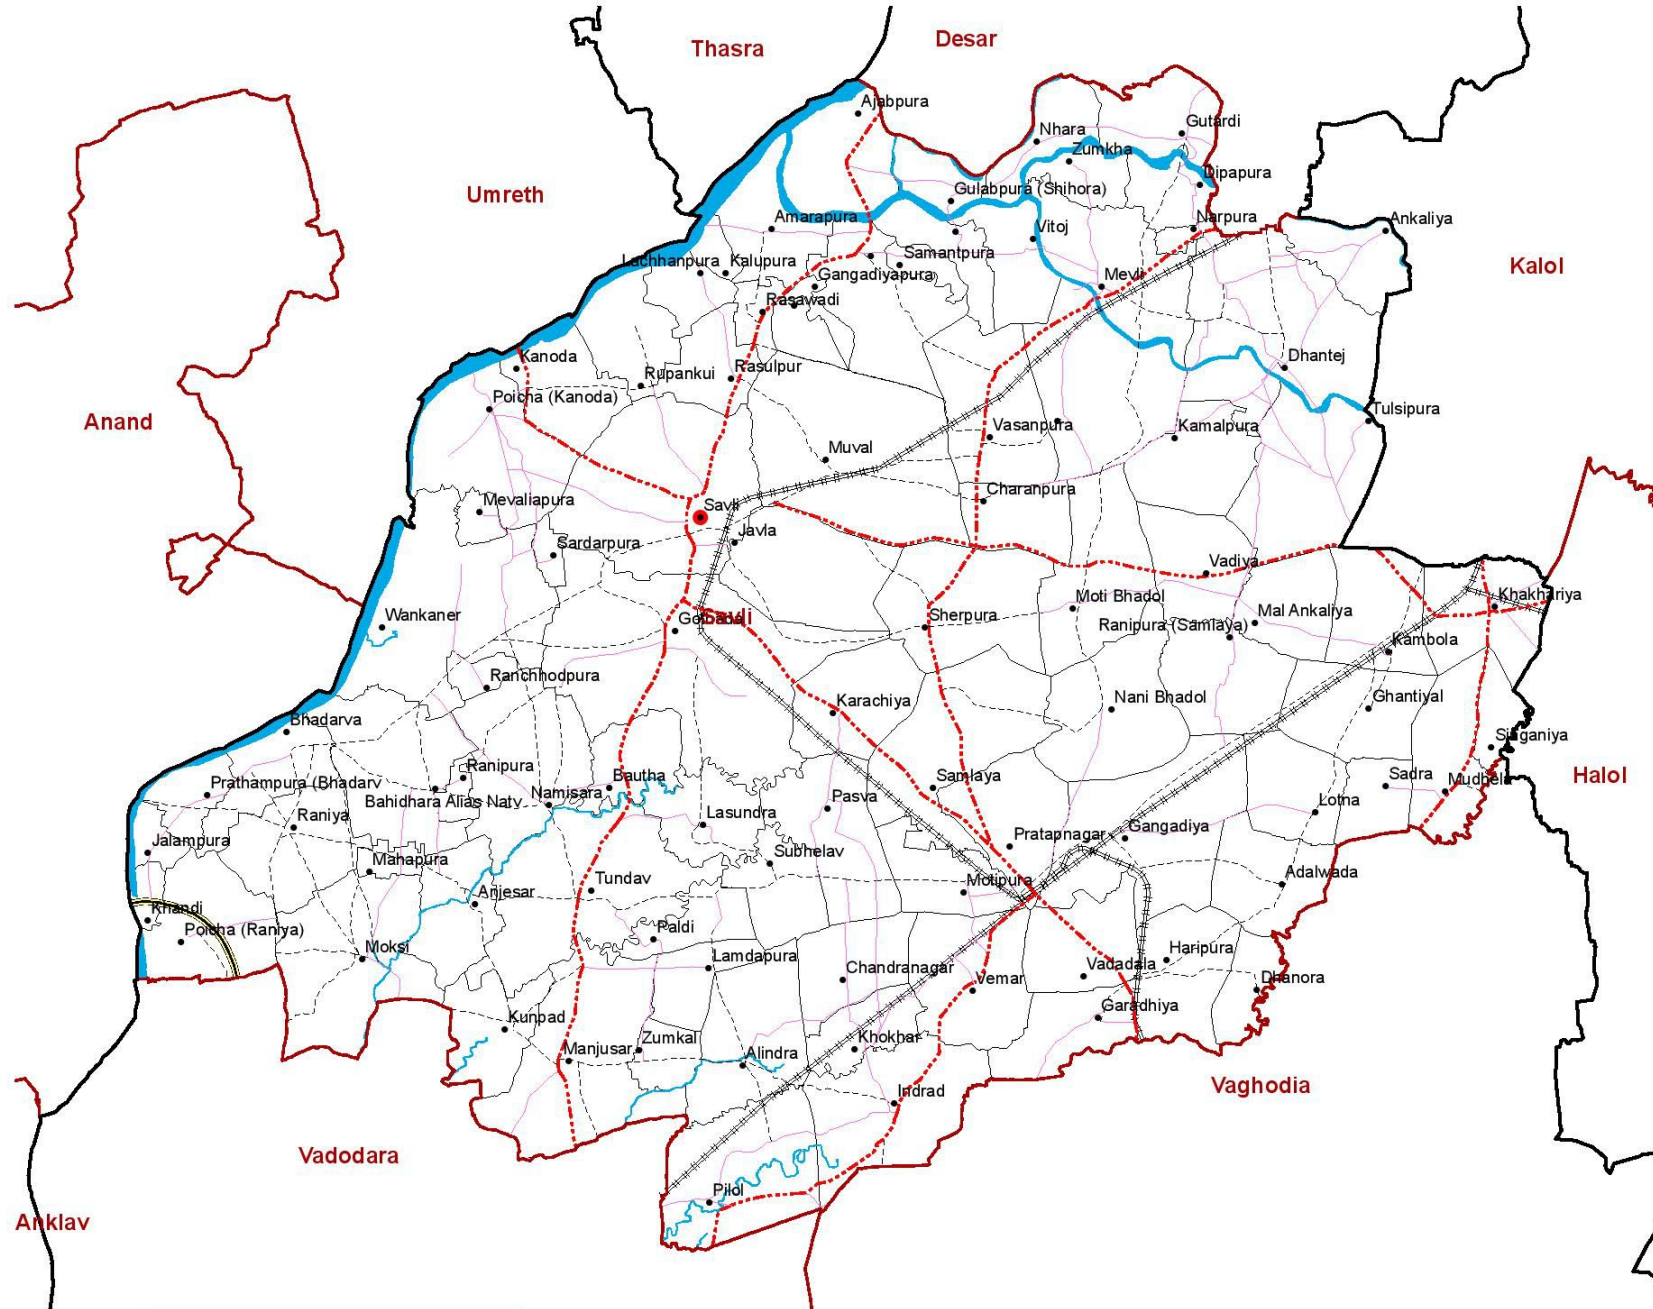 Desar
Thasra
Ajabpura
Gutardi
Nhara
Zumkha
Dipapura
Umreth
Gulabpura (Shihora)
Amarapura
Narpura
Ankaliya
Vitoj
Samantpura
Lachhanpura
Kalupura
Kalol
Gangadiyapura
Mevli
Rasawadi
Kanoda
Dhantej
Rupankui
Rasulpur
Poicha (Kanoda)
Tulsipura
Anand
Vasanpura
Kamalpura
Muval
Charanpura
Mevaliapura
Savli
Javla
Sardarpura
Vadiya
Khakhariya
Moti Bhadol
Mal Ankaliya
Wankaner
Sherpura
Savli
Ranipura (Samlaya)
Kambola
Ranchhodpura
Karachiya
Nani Bhadol
Ghantiyal
Bhadarva
Singaniya
Ranipura
Samlaya
Bautha
Sadra
Mudhela
Halol
Prathampura (Bhadarv
Namisara
Bahidhara Alias Natv
Pasva
Lotna
Raniya
Lasundra
Pratapnagar
Gangadiya
Jalampura
Mahapura
Subhelav
Adalwada
Tundav
Motipura
Anjesar
Khandi
Poicha (Raniya)
Paldi
Moksi
Haripura
Lamdapura
Chandranagar
Vadadala
Vemar
Dhanora
Garadhiya
Kunpad
Zumkal
Khokhar
Manjusar
Alindra
Vaghodia
Indrad
Vadodara
Pilol
Anklav